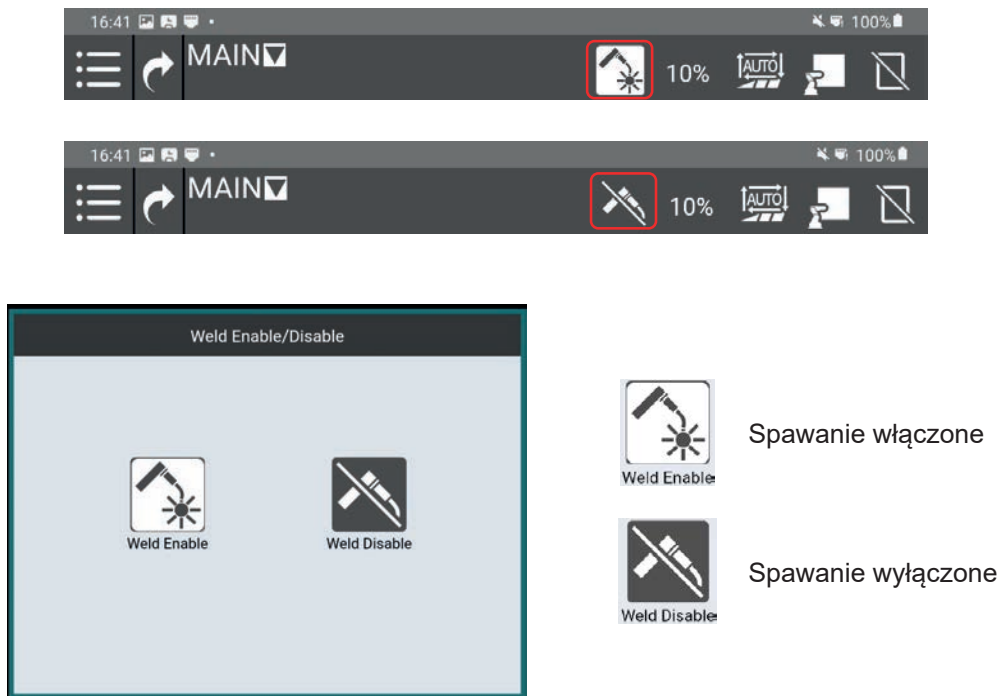 16:41 100%
MAIN
10% AUTO
16:41 100%
MAIN
10% AUTO
Weld Enable/Disable
Weld Enable Weld Disable
Weld Enable
Spawanie włączone
Weld Disable
Spawanie wyłączone